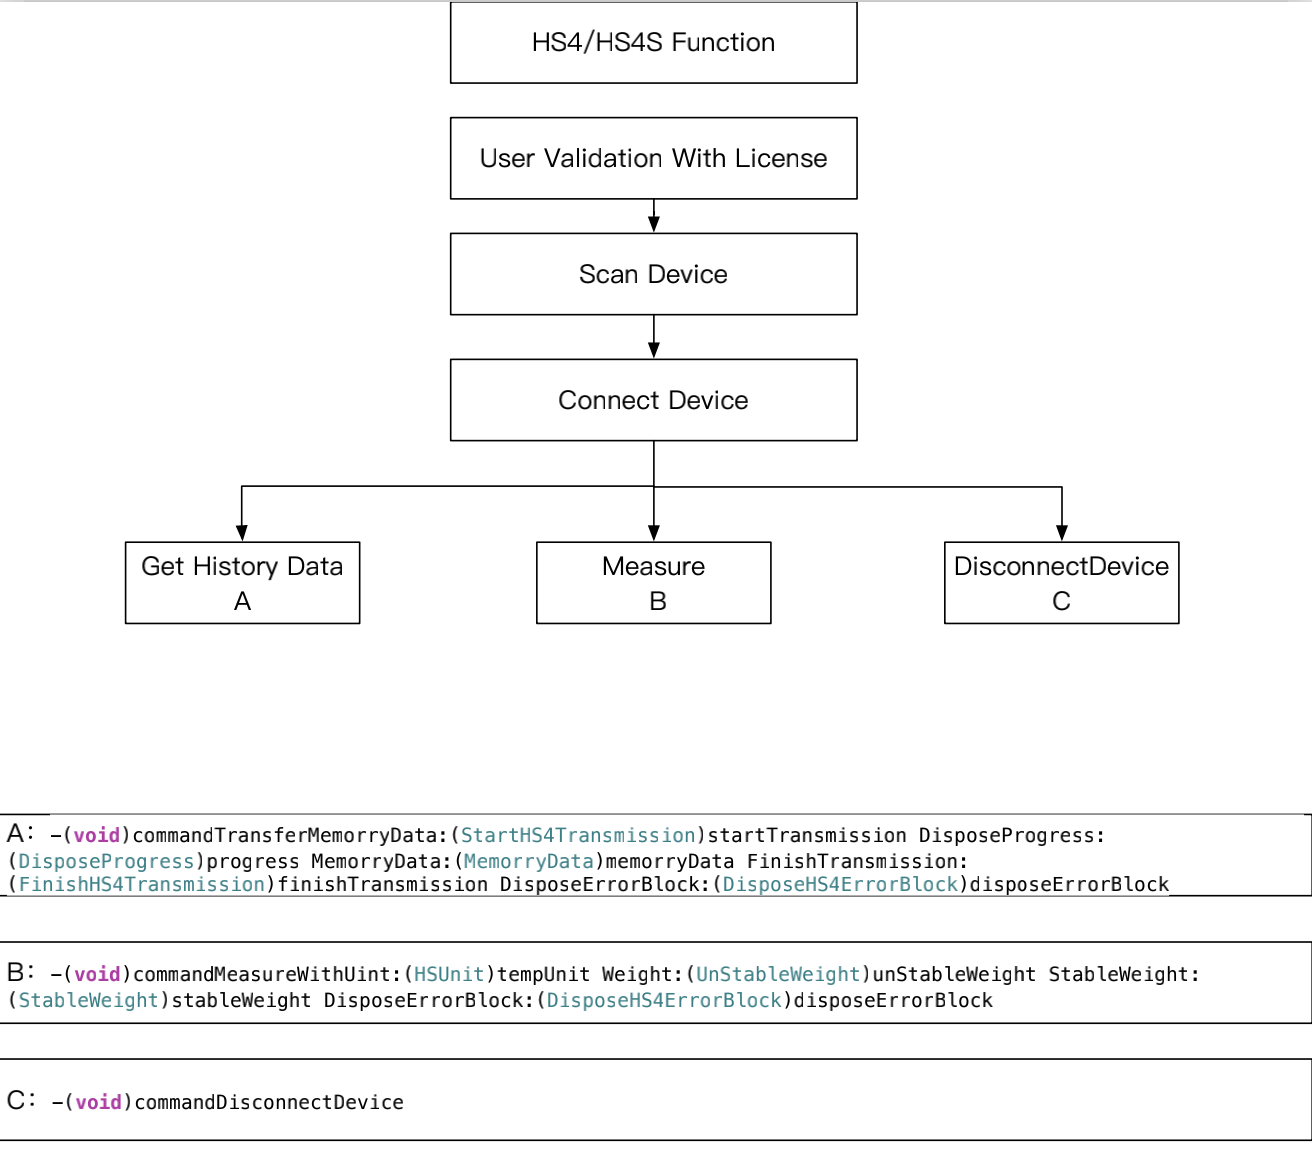 HS4/HS4S Function
User Validation With License
Scan Device
Connect Device
Get History Data
A
Measure
B
DisconnectDevice
C
A: -(void)commandTransferMemorryData:(StartHS4Transmission)startTransmission DisposeProgress:
(DisposeProgress)progress MemorryData:(MemorryData)memorryData FinishTransmission:
(FinishHS4Transmission)finishTransmission DisposeErrorBlock:(DisposeHS4ErrorBlock)disposeErrorBlock
B: -(void)commandMeasureWithUint:(HSUnit)tempUnit Weight:(UnStableWeight)unStableWeight StableWeight:
(StableWeight)stableWeight DisposeErrorBlock:(DisposeHS4ErrorBlock)disposeErrorBlock
C: -(void)commandDisconnectDevice